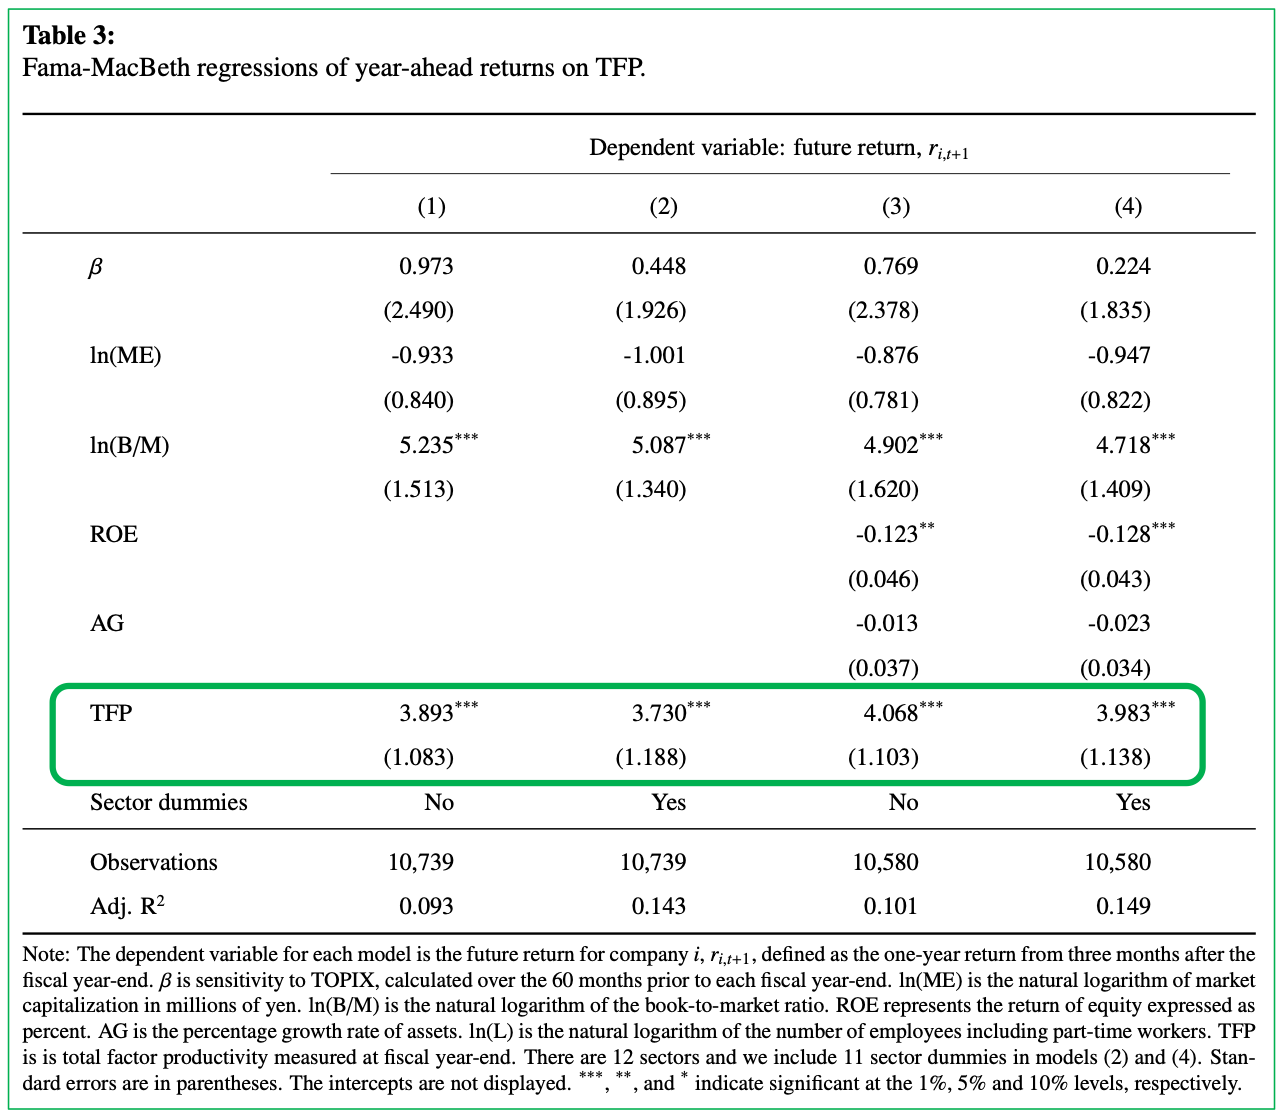 Table 3:
Fama-MacBeth regressions of year-ahead returns on TFP.
Dependent variable: future return, r_{i,t+1}
(1) (2) (3) (4)
β 0.973 0.448 0.769 0.224
(2.490) (1.926) (2.378) (1.835)
ln(ME) -0.933 -1.001 -0.876 -0.947
(0.840) (0.895) (0.781) (0.822)
ln(B/M) 5.235*** 5.087*** 4.902*** 4.718***
(1.513) (1.340) (1.620) (1.409)
ROE -0.123** -0.128***
(0.046) (0.043)
AG -0.013 -0.023
(0.037) (0.034)
TFP 3.893*** 3.730*** 4.068*** 3.983***
(1.083) (1.188) (1.103) (1.138)
Sector dummies No Yes No Yes
Observations 10,739 10,739 10,580 10,580
Adj. R² 0.093 0.143 0.101 0.149
Note: The dependent variable for each model is the future return for company i, r_{i,t+1}, defined as the one-year return from three months after the
fiscal year-end. β is sensitivity to TOPIX, calculated over the 60 months prior to each fiscal year-end. ln(ME) is the natural logarithm of market
capitalization in millions of yen. ln(B/M) is the natural logarithm of the book-to-market ratio. ROE represents the return of equity expressed as
percent. AG is the percentage growth rate of assets. ln(L) is the natural logarithm of the number of employees including part-time workers. TFP
is is total factor productivity measured at fiscal year-end. There are 12 sectors and we include 11 sector dummies in models (2) and (4). Stan-
dard errors are in parentheses. The intercepts are not displayed. ***, **, and * indicate significant at the 1%, 5% and 10% levels, respectively.